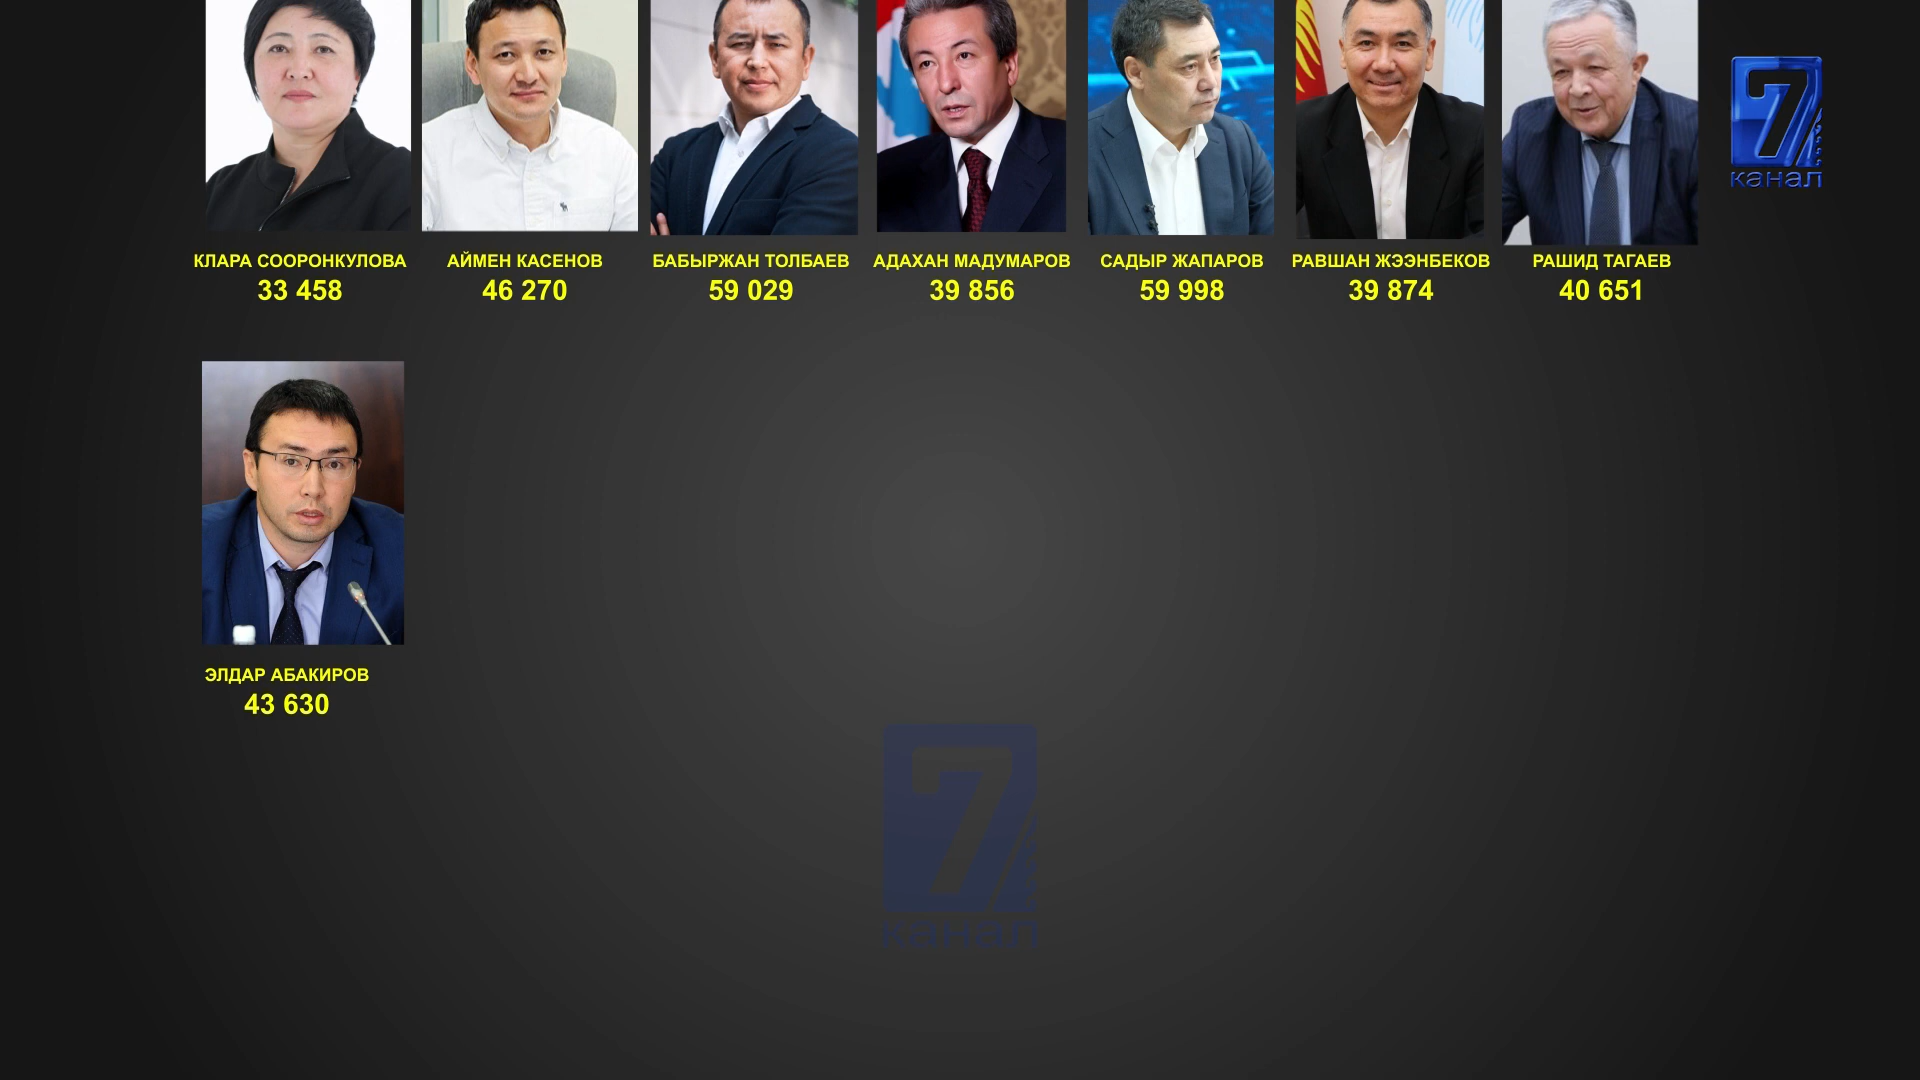 7
канал
КЛАРА СООРОНКУЛОВА
33 458
АЙМЕН КАСЕНОВ
46 270
БАБЫРЖАН ТОЛБАЕВ
59 029
АДАХАН МАДУМАРОВ
39 856
САДЫР ЖАПАРОВ
59 998
РАВШАН ЖЭЭНБЕКОВ
39 874
РАШИД ТАГАЕВ
40 651
ЭЛДАР АБАКИРОВ
43 630
7
канал